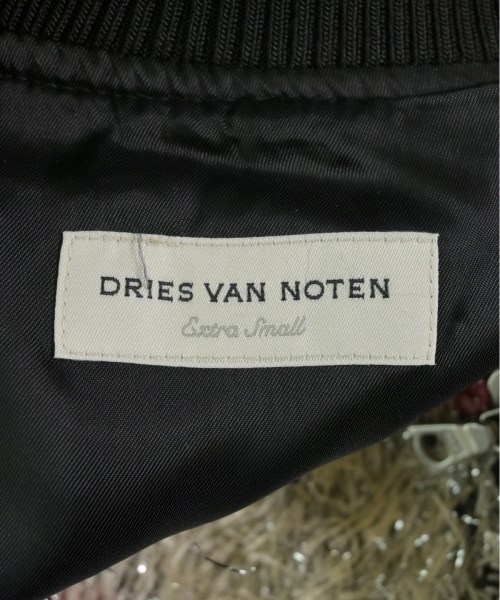 DRIES VAN NOTEN
Extra Small